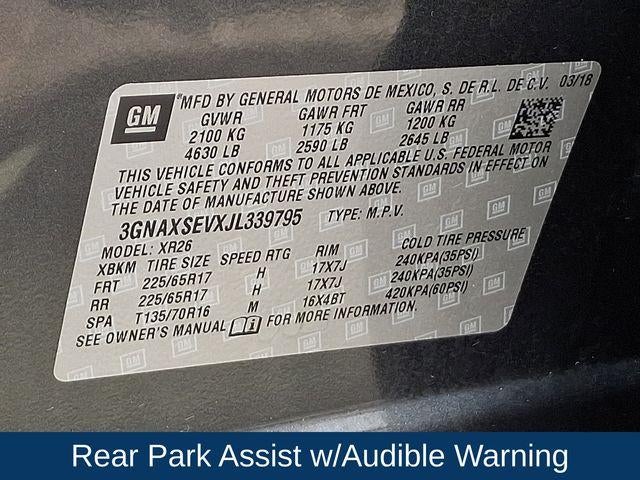 GM
®MFD BY GENERAL MOTORS DE MEXICO, S. DE R.L. DE C.V. 03/18
GVWR GAWR FRT GAWR RR
2100 KG 1175 KG 1200 KG
4630 LB 2590 LB 2645 LB
THIS VEHICLE CONFORMS TO ALL APPLICABLE U.S. FEDERAL MOTOR
VEHICLE SAFETY AND THEFT PREVENTION STANDARDS IN EFFECT ON
THE DATE OF MANUFACTURE SHOWN ABOVE.
3GNAXSEVXJL339795 TYPE: M.P.V.
MODEL: XR26
XBKM TIRE SIZE SPEED RTG RIM COLD TIRE PRESSURE
FRT 225/65R17 H 17X7J 240KPA(35PSI)
RR 225/65R17 H 17X7J 240KPA(35PSI)
SPA T135/70R16 M 16X4BT 420KPA(60PSI)
SEE OWNER'S MANUAL FOR MORE INFORMATION.
Rear Park Assist w/Audible Warning